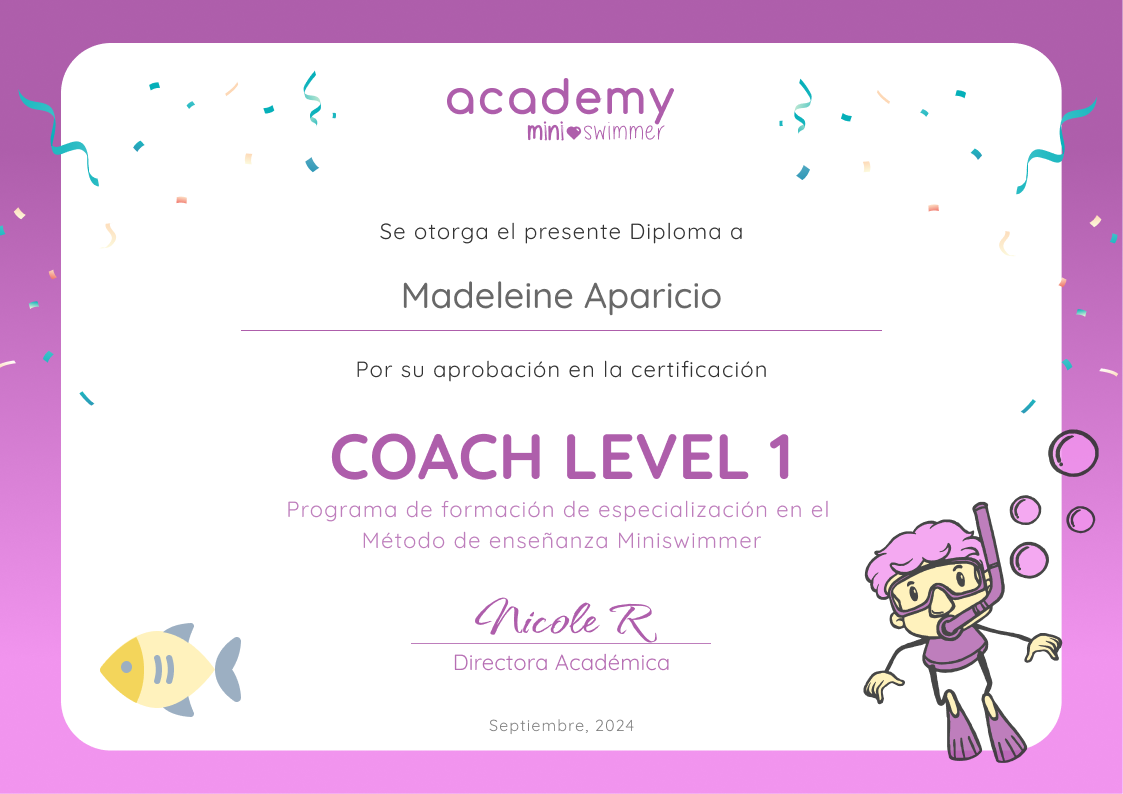 academy
mini swimmer
Se otorga el presente Diploma a
Madeleine Aparicio
Por su aprobación en la certificación
COACH LEVEL 1
Programa de formación de especialización en el
Método de enseñanza Miniswimmer
Nicole R
Directora Académica
Septiembre, 2024